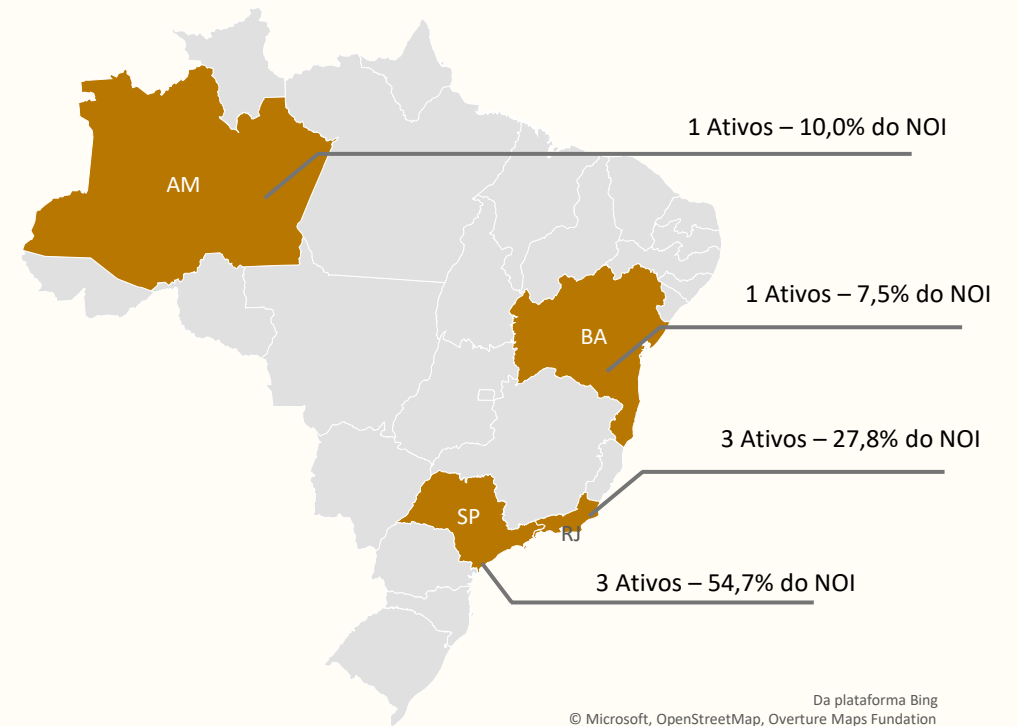 1 Ativos – 10,0% do NOI
AM
1 Ativos – 7,5% do NOI
BA
3 Ativos – 27,8% do NOI
SP
RJ
3 Ativos – 54,7% do NOI
Da plataforma Bing
© Microsoft, OpenStreetMap, Overture Maps Fundation